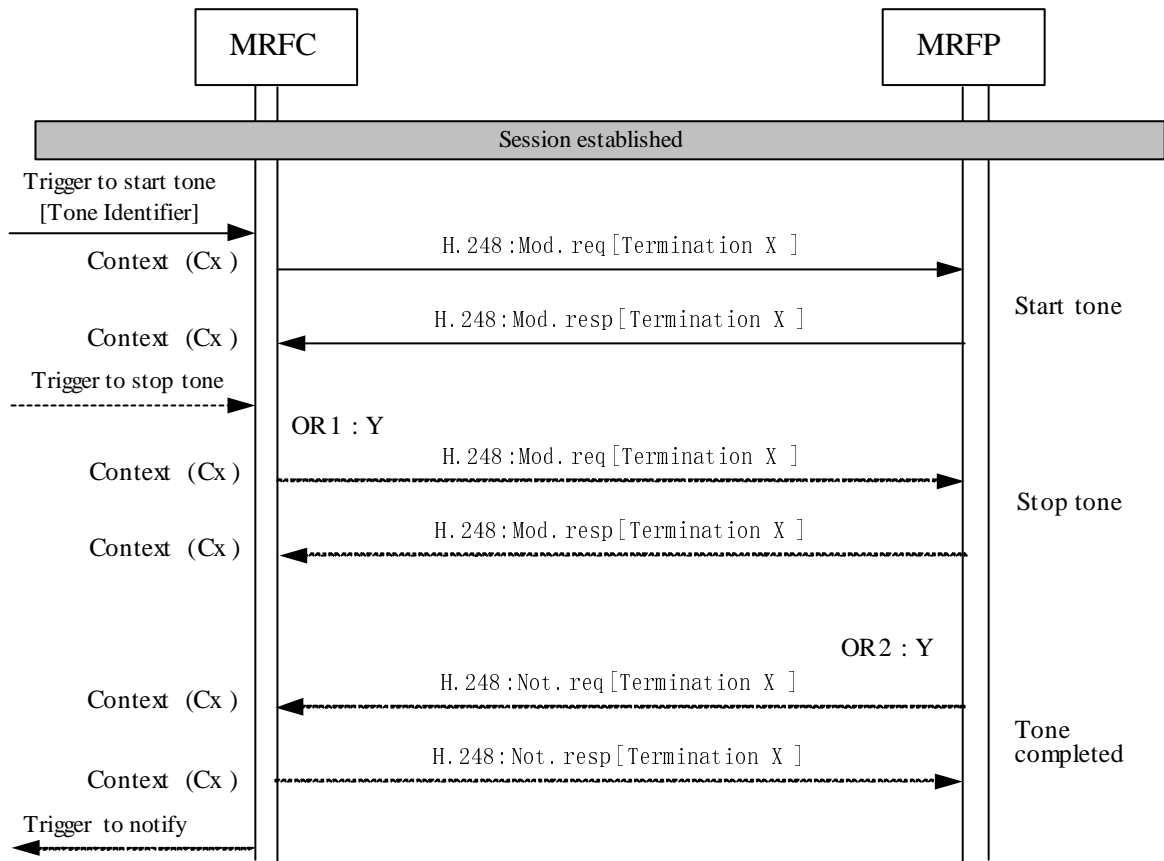 MRFC
MRFP
Session established
Trigger to start tone
[Tone Identifier]
H.248:Mod.req[Termination X ]
Context (Cx )
Start tone
H.248:Mod.resp[Termination X ]
Context (Cx )
Trigger to stop tone
OR1 : Y
H.248:Mod.req[Termination X ]
Context (Cx)
Stop tone
H.248:Mod.resp[Termination X ]
Context (Cx)
OR2 : Y
H.248:Not.req[Termination X ]
Context (Cx )
Tone
completed
H.248:Not.resp[Termination X ]
Context (Cx )
Trigger to notify